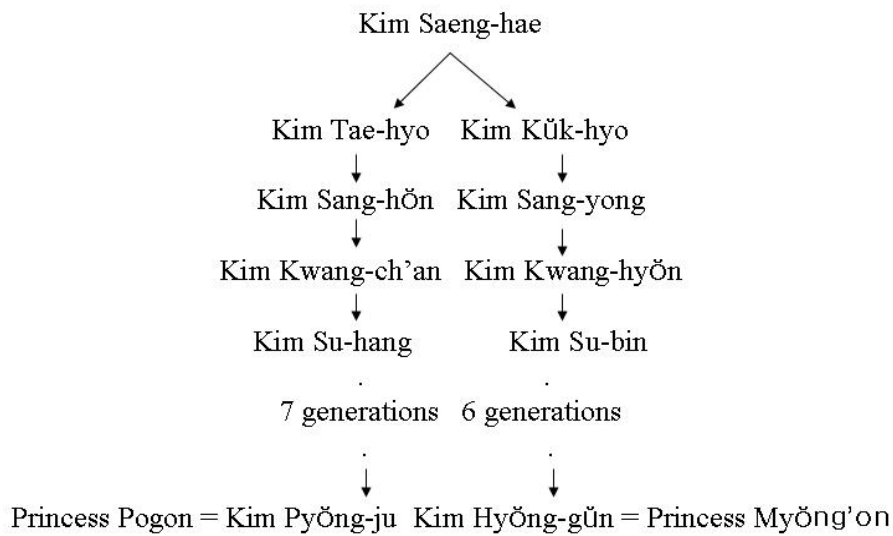 Kim Saeng-hae
Kim Tae-hyo Kim Kŭk-hyo
Kim Sang-hŏn Kim Sang-yong
Kim Kwang-ch’an Kim Kwang-hyŏn
Kim Su-hang Kim Su-bin
. .
7 generations 6 generations
. .
Princess Pogon = Kim Pyŏng-ju Kim Hyŏng-gŭn = Princess Myŏng'on